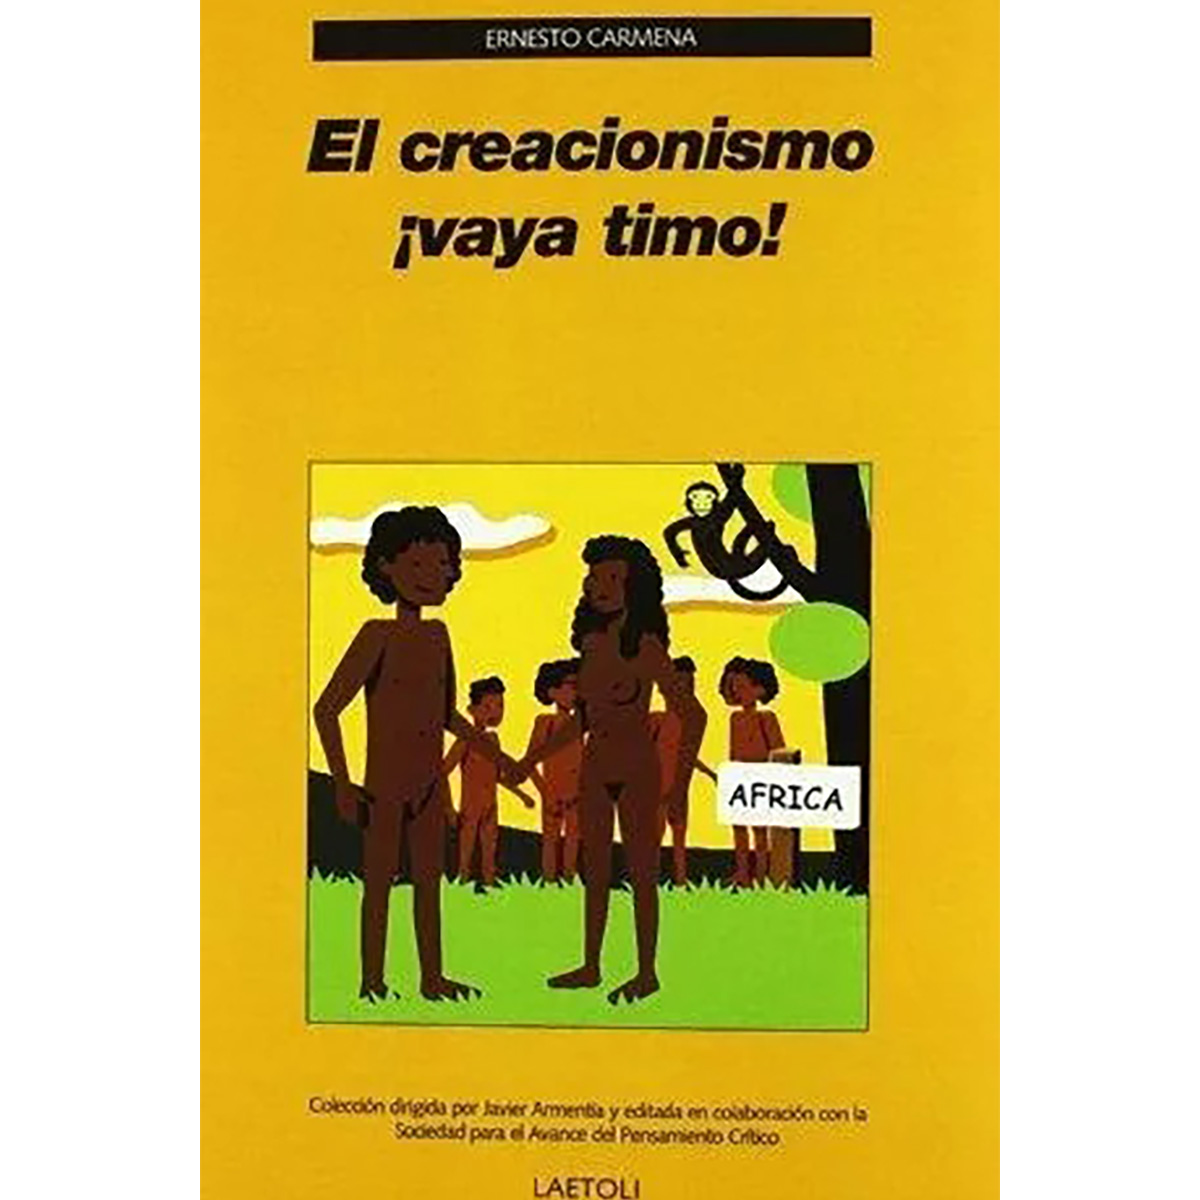 ERNESTO CARMENA
El creacionismo
¡vaya timo!
AFRICA
Colección dirigida por Javier Armentia y editada en colaboración con la
Sociedad para el Avance del Pensamiento Crítico
LAETOLI